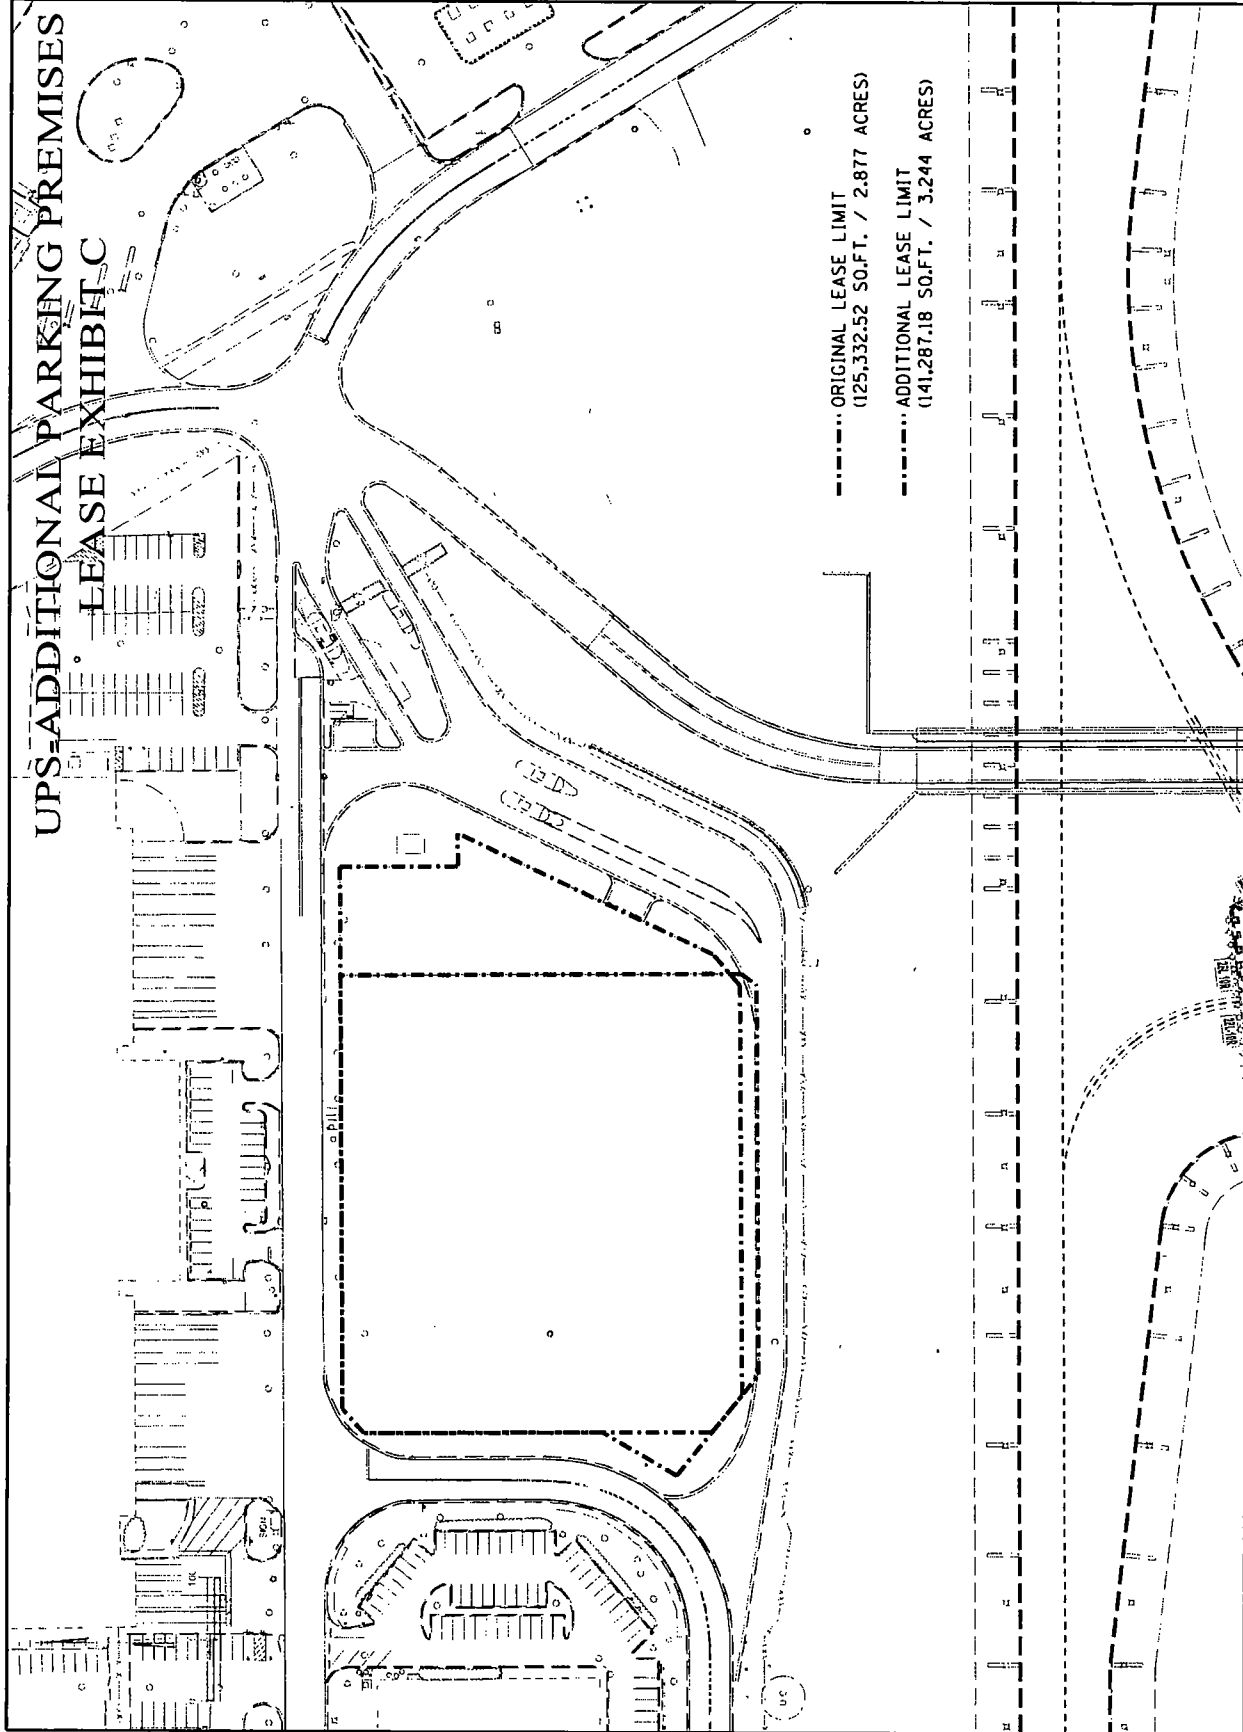 UPS-ADDITIONAL PARKING PREMISES
LEASE EXHIBIT C
ORIGINAL LEASE LIMIT
(125,332.52 SQ.FT. / 2.877 ACRES)
ADDITIONAL LEASE LIMIT
(141,287.18 SQ.FT. / 3.244 ACRES)
SIGN